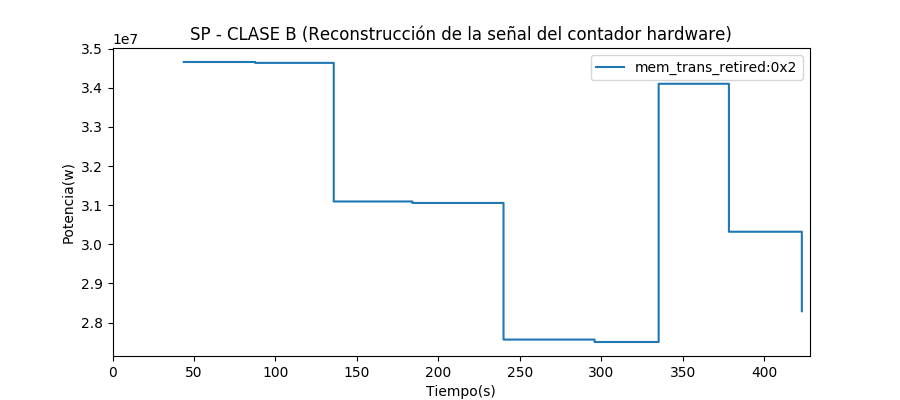 SP - CLASE B (Reconstrucción de la señal del contador hardware)
1e7
mem_trans_retired:0x2
3.5
3.4
3.3
3.2
3.1
3.0
2.9
2.8
Potencia(w)
0 50 100 150 200 250 300 350 400
Tiempo(s)